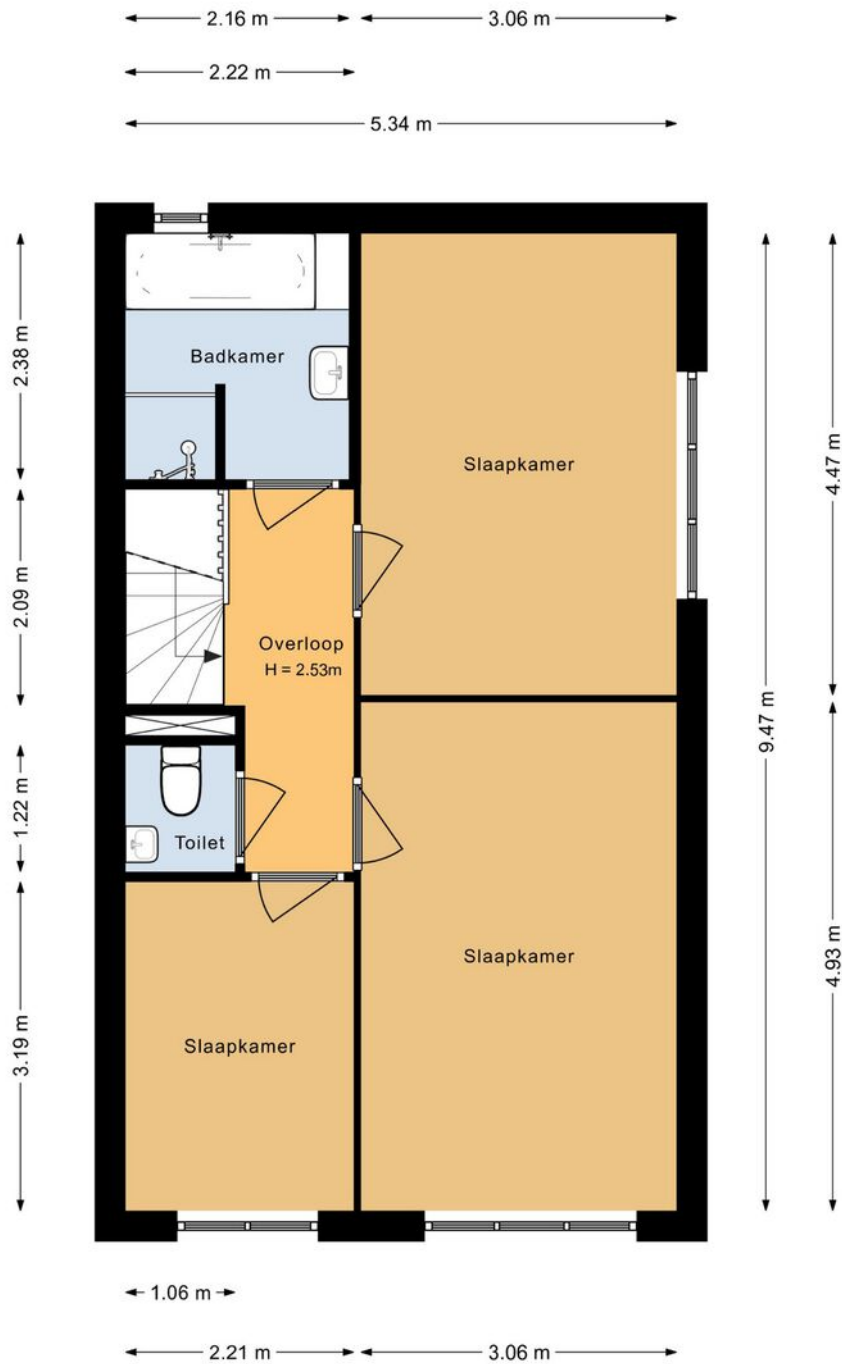 2.16 m
3.06 m
2.22 m
5.34 m
2.38 m
Badkamer
Slaapkamer
4.47 m
2.09 m
Overloop
H = 2.53m
9.47 m
1.22 m
Toilet
Slaapkamer
4.93 m
3.19 m
Slaapkamer
1.06 m
2.21 m
3.06 m